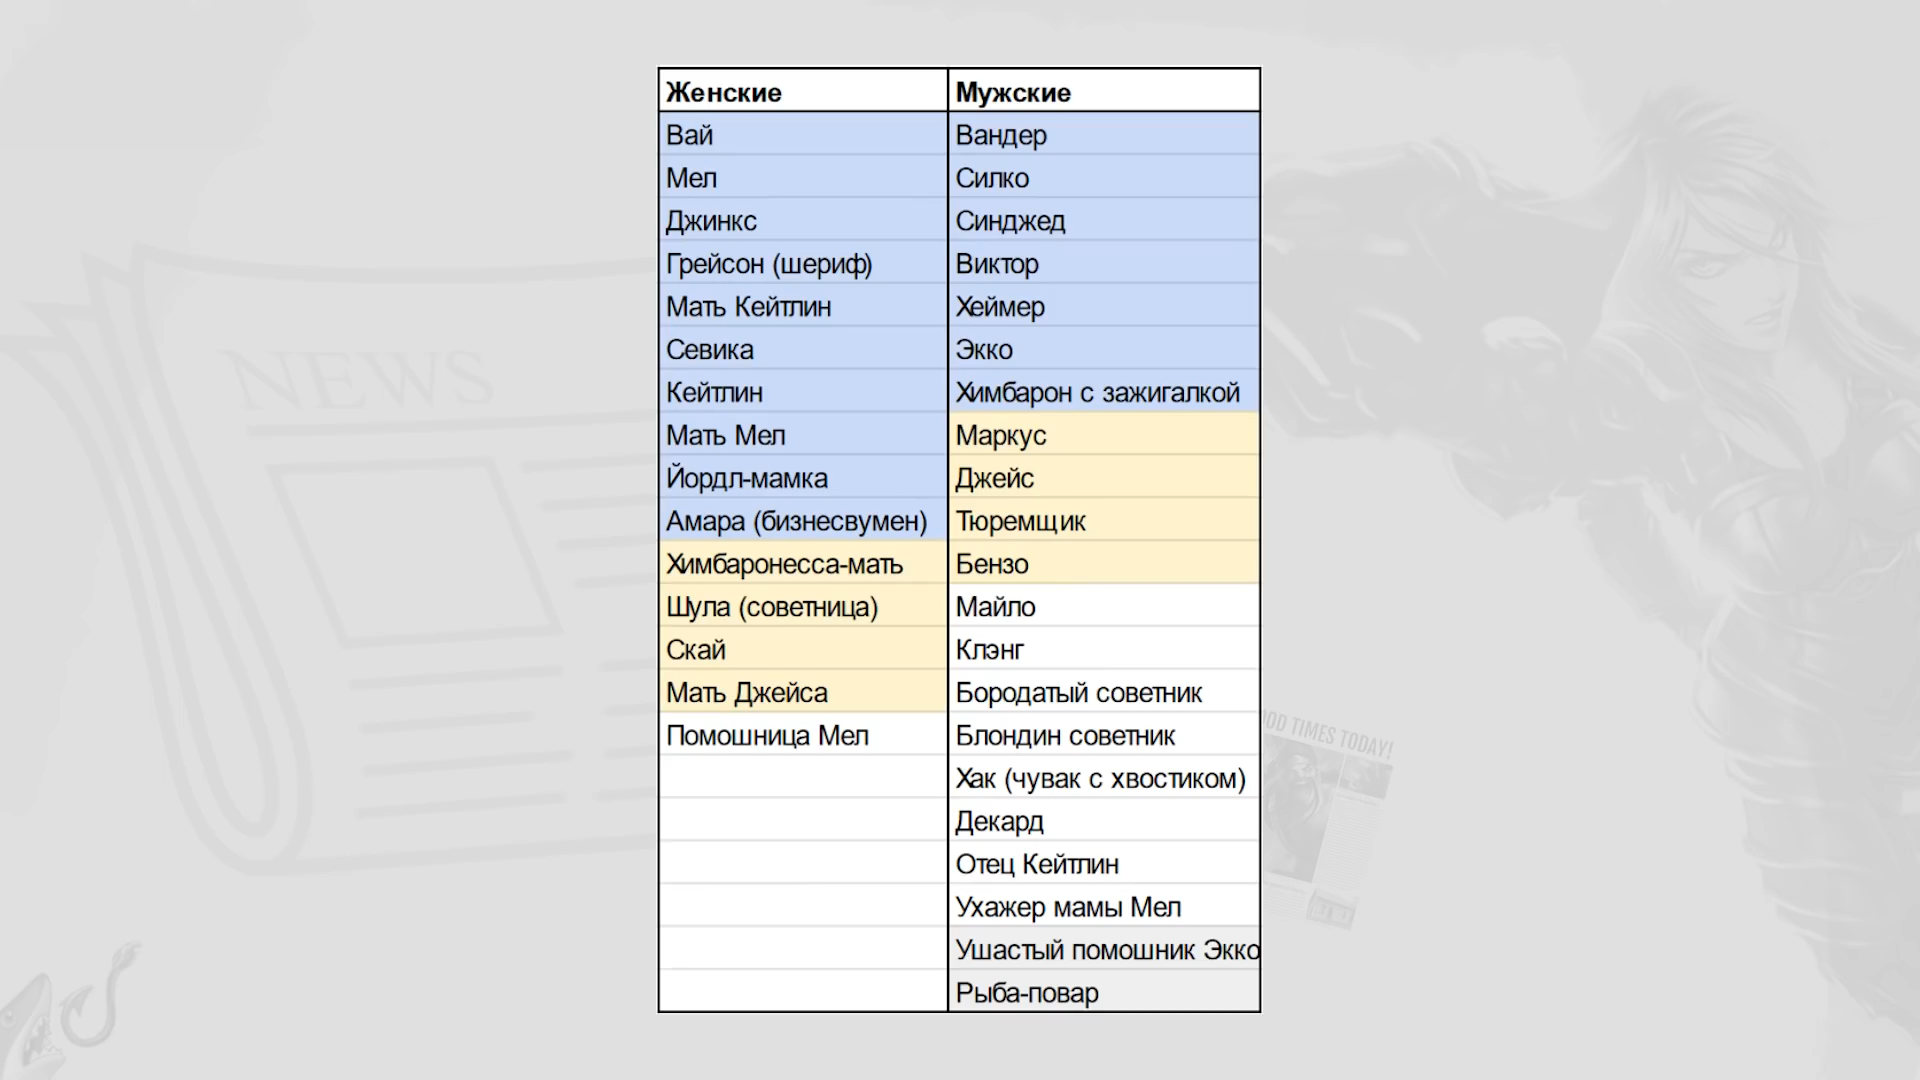 Женские Мужские
Вай Вандер
Мел Силко
Джинкс Синджед
Грейсон (шериф) Виктор
Мать Кейтлин Хеймер
Севика Экко
Кейтлин Химбарон с зажигалкой
Мать Мел Маркус
Йордл-мамка Джейс
Амара (бизнесвумен) Тюремщик
Химбаронесса-мать Бензо
Шула (советница) Майло
Скай Клэнг
Мать Джейса Бородатый советник
Помошница Мел Блондин советник
Хак (чувак с хвостиком)
Декард
Отец Кейтлин
Ухажер мамы Мел
Ушастый помошник Экко
Рыба-повар
NEWS
TIMES TODAY!